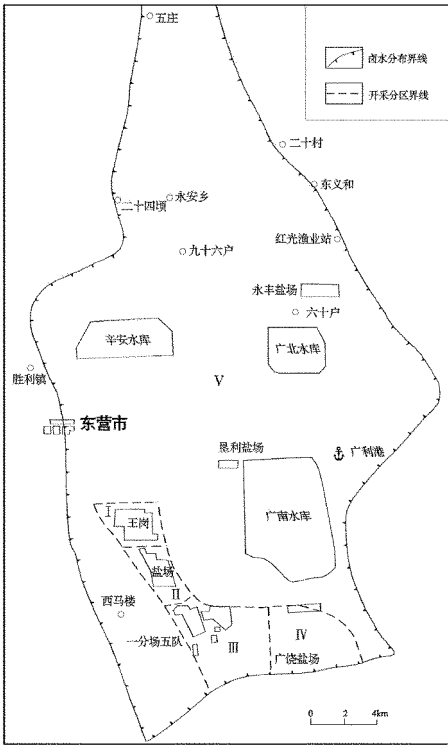 五庄
卤水分布界线
开采分区界线
二十村
东义和
二十四顷
永安乡
红光渔业站
九十六户
永丰盐场
六十户
辛安水库
广北水库
胜利镇
V
东营市
垦利盐场
广利港
广南水库
I
王岗
盐场
II
西马楼
一分场五队
III
IV
广饶盐场
0 2 4km